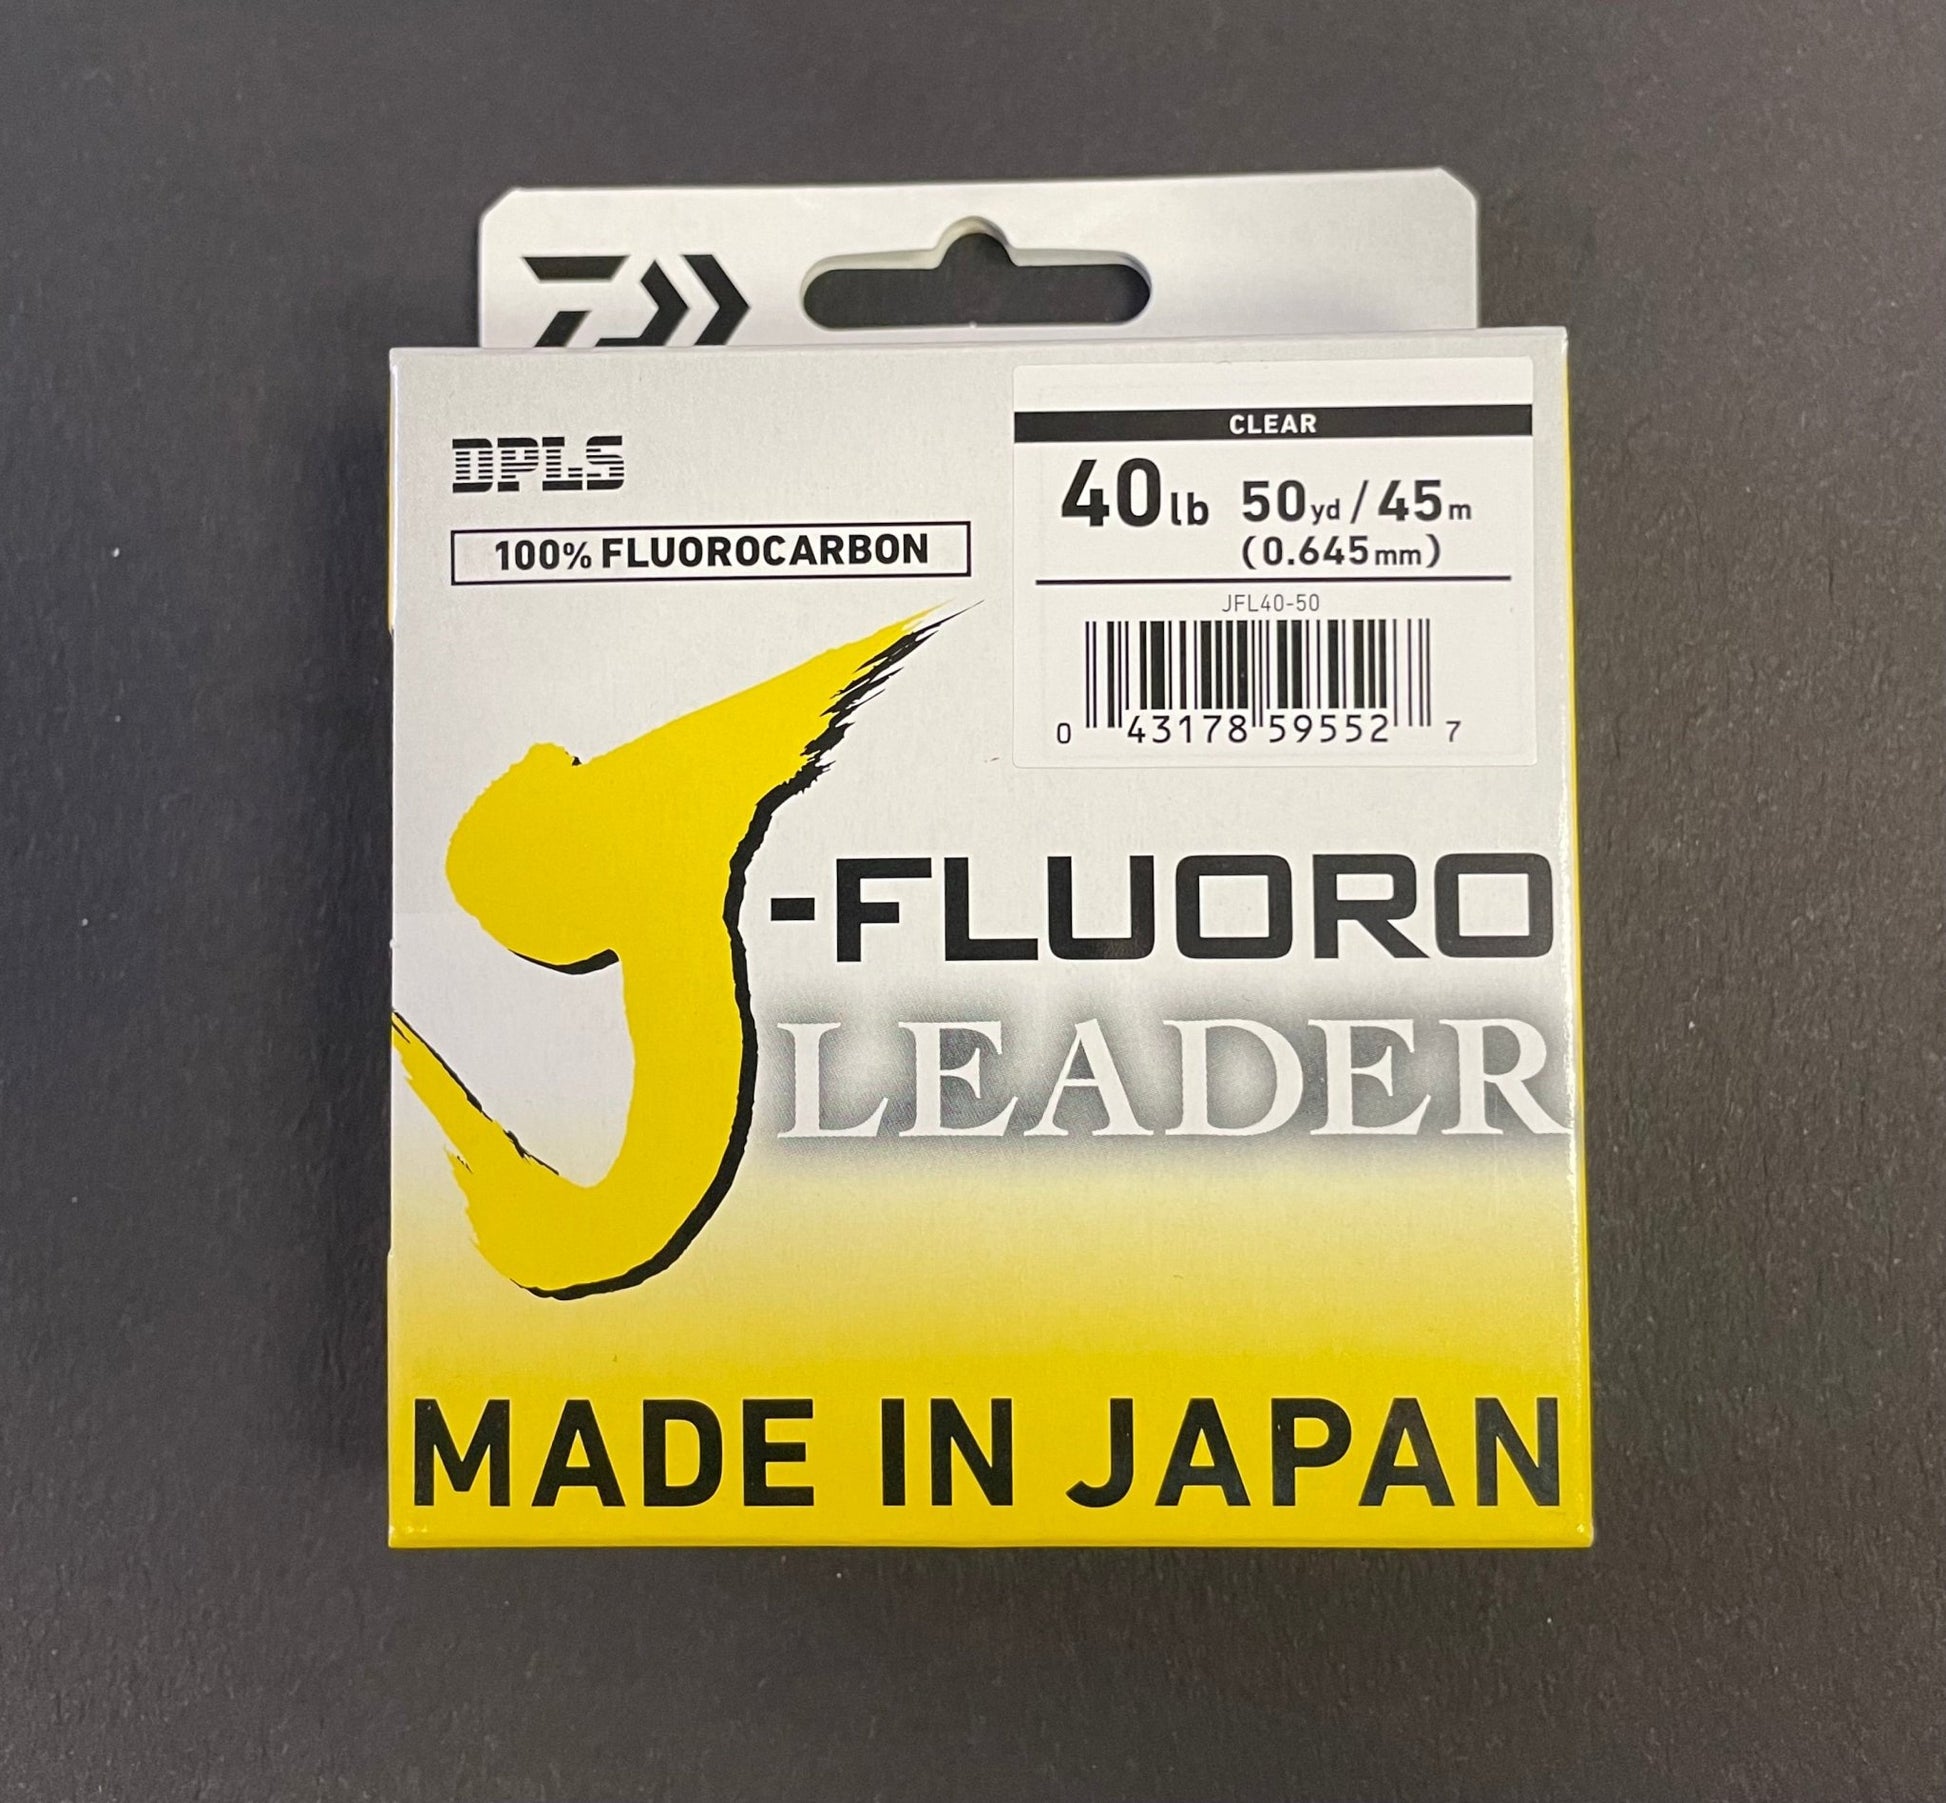 DPLS
100% FLUOROCARBON
CLEAR
40lb 50yd / 45m
(0.645mm)
JFL40-50
0 43178 59552 7
J-FLUORO
LEADER
MADE IN JAPAN